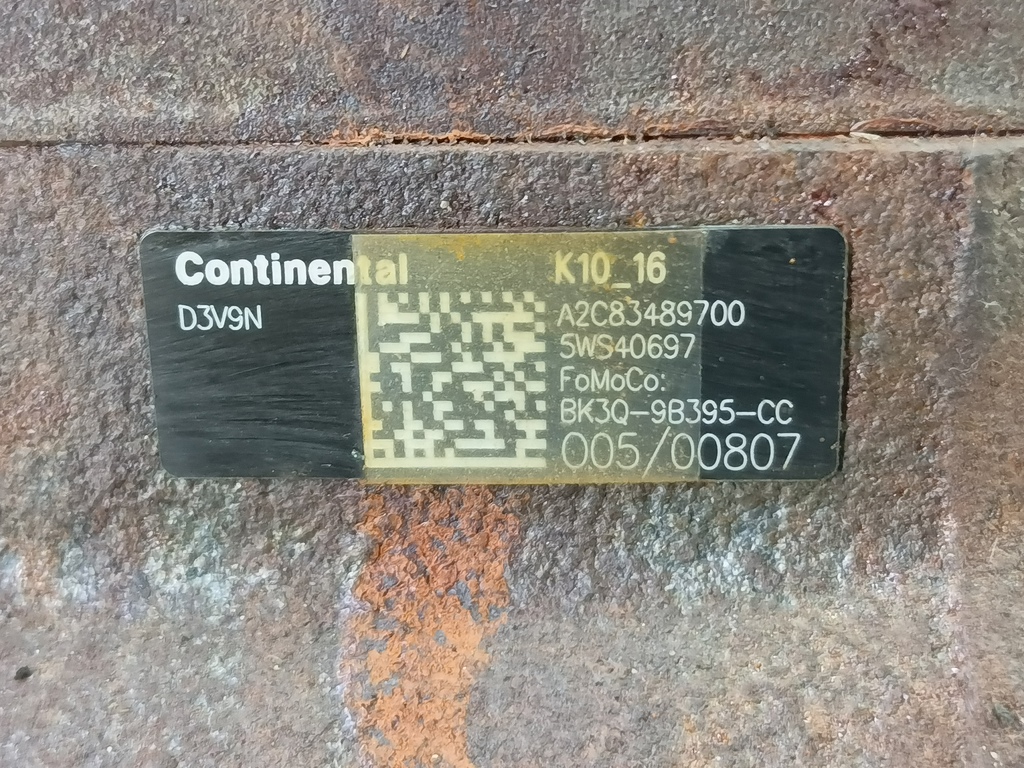 Continental
D3V9N
K10_16
A2C83489700
5WS40697
FoMoCo:
BK3Q-9B395-CC
005/00807